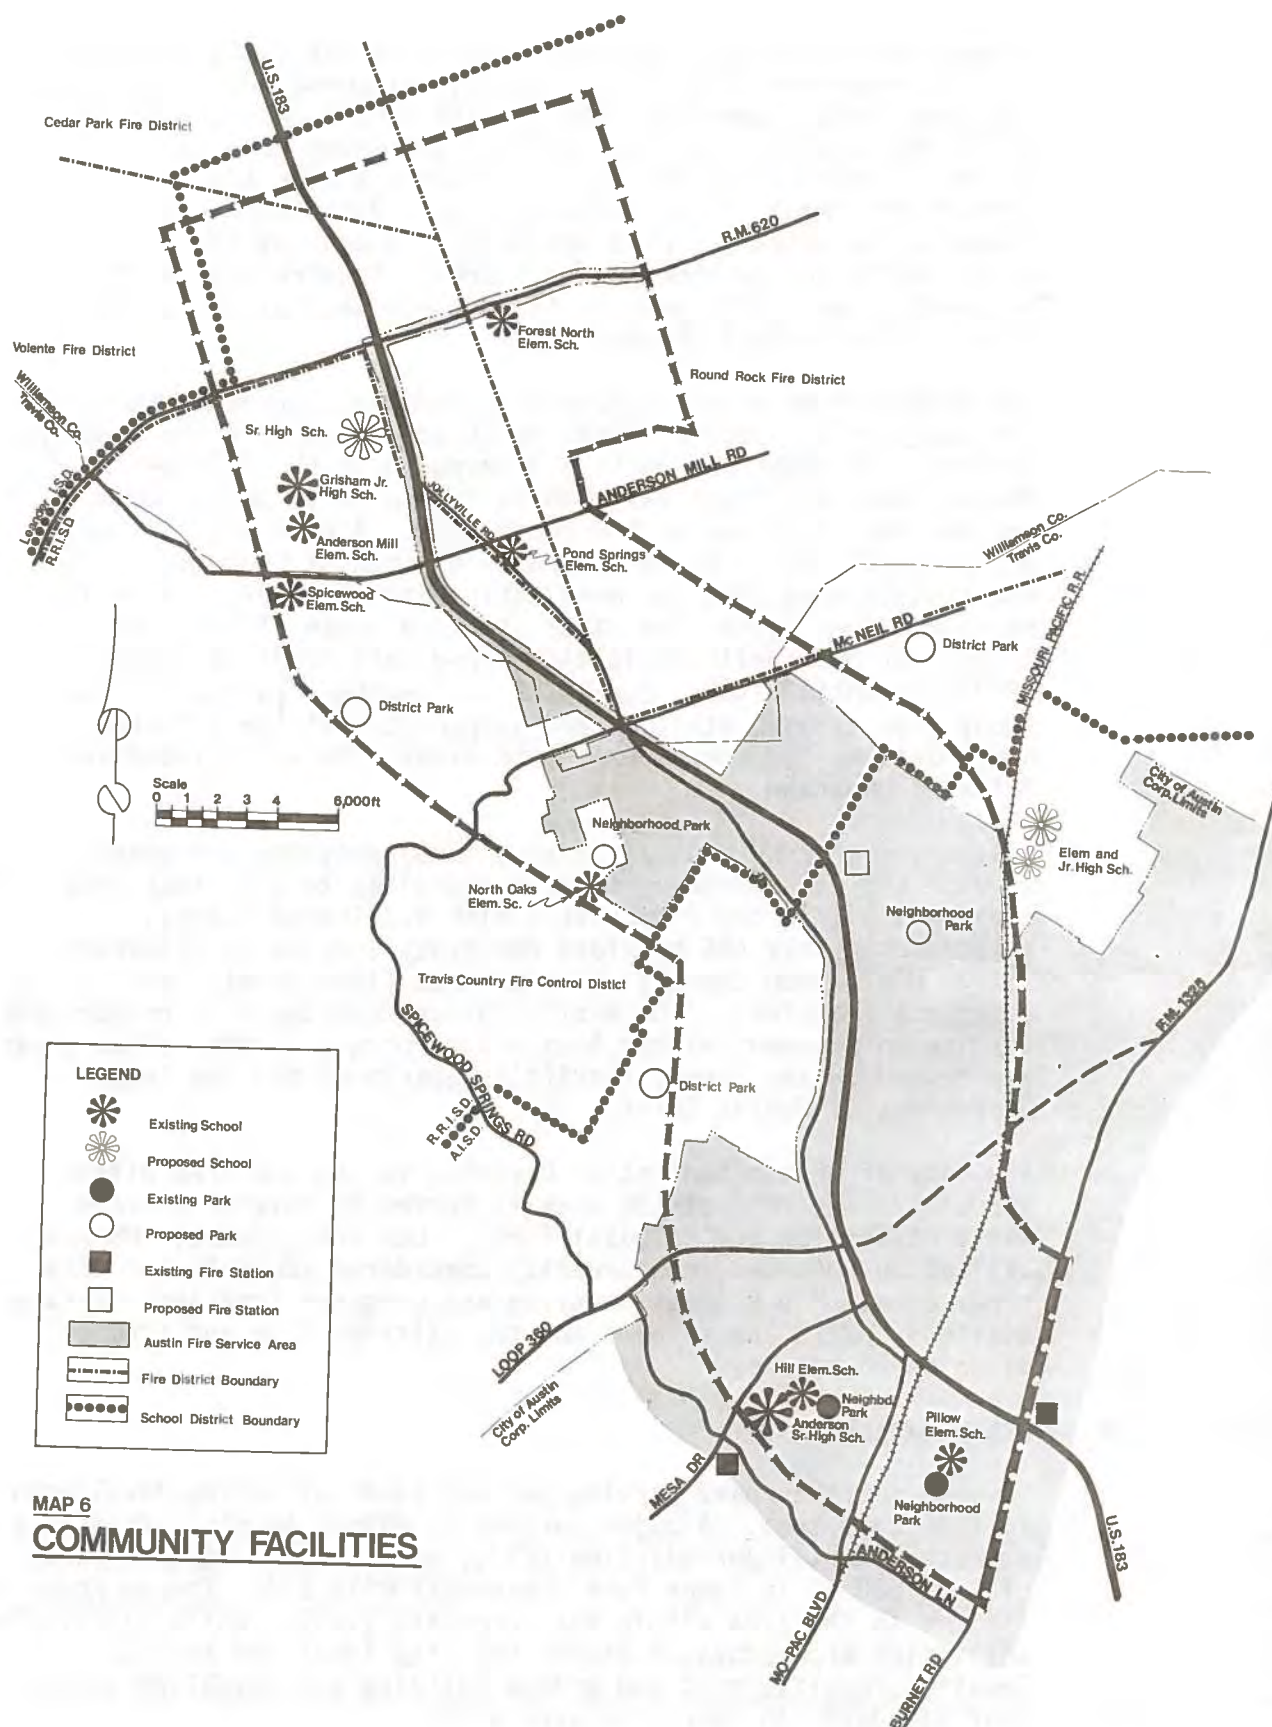 U.S.183
Cedar Park Fire District
R.M.620
Forest North
Elem. Sch.
Volente Fire District
Round Rock Fire District
Williamson Co.
Travis Co.
Sr. High Sch.
Grisham Jr.
High Sch.
JOLLYVILLE RD
ANDERSON MILL RD
Leander I.S.D.
R.R.I.S.D
Anderson Mill
Elem. Sch.
Pond Springs
Elem. Sch.
Williamson Co.
Travis Co.
Spicewood
Elem. Sch.
MISSOURI PACIFIC R.R.
McNEIL RD
District Park
District Park
Scale
0 1 2 3 4 6,000ft
City of Austin
Corp. Limits
Neighborhood Park
Elem and
Jr. High Sch.
North Oaks
Elem. Sc.
Neighborhood
Park
Travis Country Fire Control Distict
F.M. 1325
SPICEWOOD SPRINGS RD
District Park
R.R.I.S.D.
A.I.S.D.
LEGEND
Existing School
Proposed School
Existing Park
Proposed Park
Existing Fire Station
Proposed Fire Station
Austin Fire Service Area
Fire District Boundary
School District Boundary
LOOP 360
City of Austin
Corp. Limits
Hill Elem. Sch.
Neighbd.
Park
Anderson
Sr. High Sch.
Pillow
Elem. Sch.
MESA DR
Neighborhood
Park
U.S.183
MAP 6
COMMUNITY FACILITIES
ANDERSON LN
MO-PAC BLVD
BURNET RD